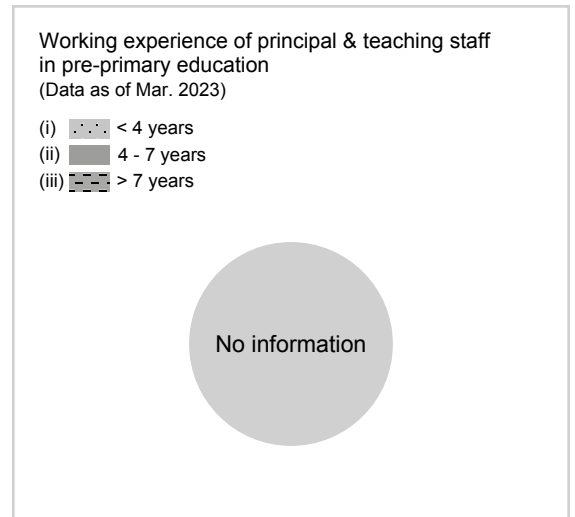 Working experience of principal & teaching staff
in pre-primary education
(Data as of Mar. 2023)
(i) < 4 years
(ii) 4 - 7 years
(iii) > 7 years
No information